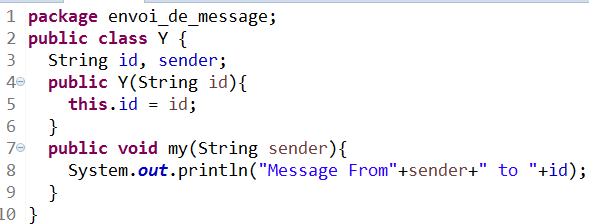 1 package envoi_de_message;
2 public class Y {
3   String id, sender;
4   public Y(String id){
5     this.id = id;
6   }
7   public void my(String sender){
8     System.out.println("Message From"+sender+" to "+id);
9   }
10 }